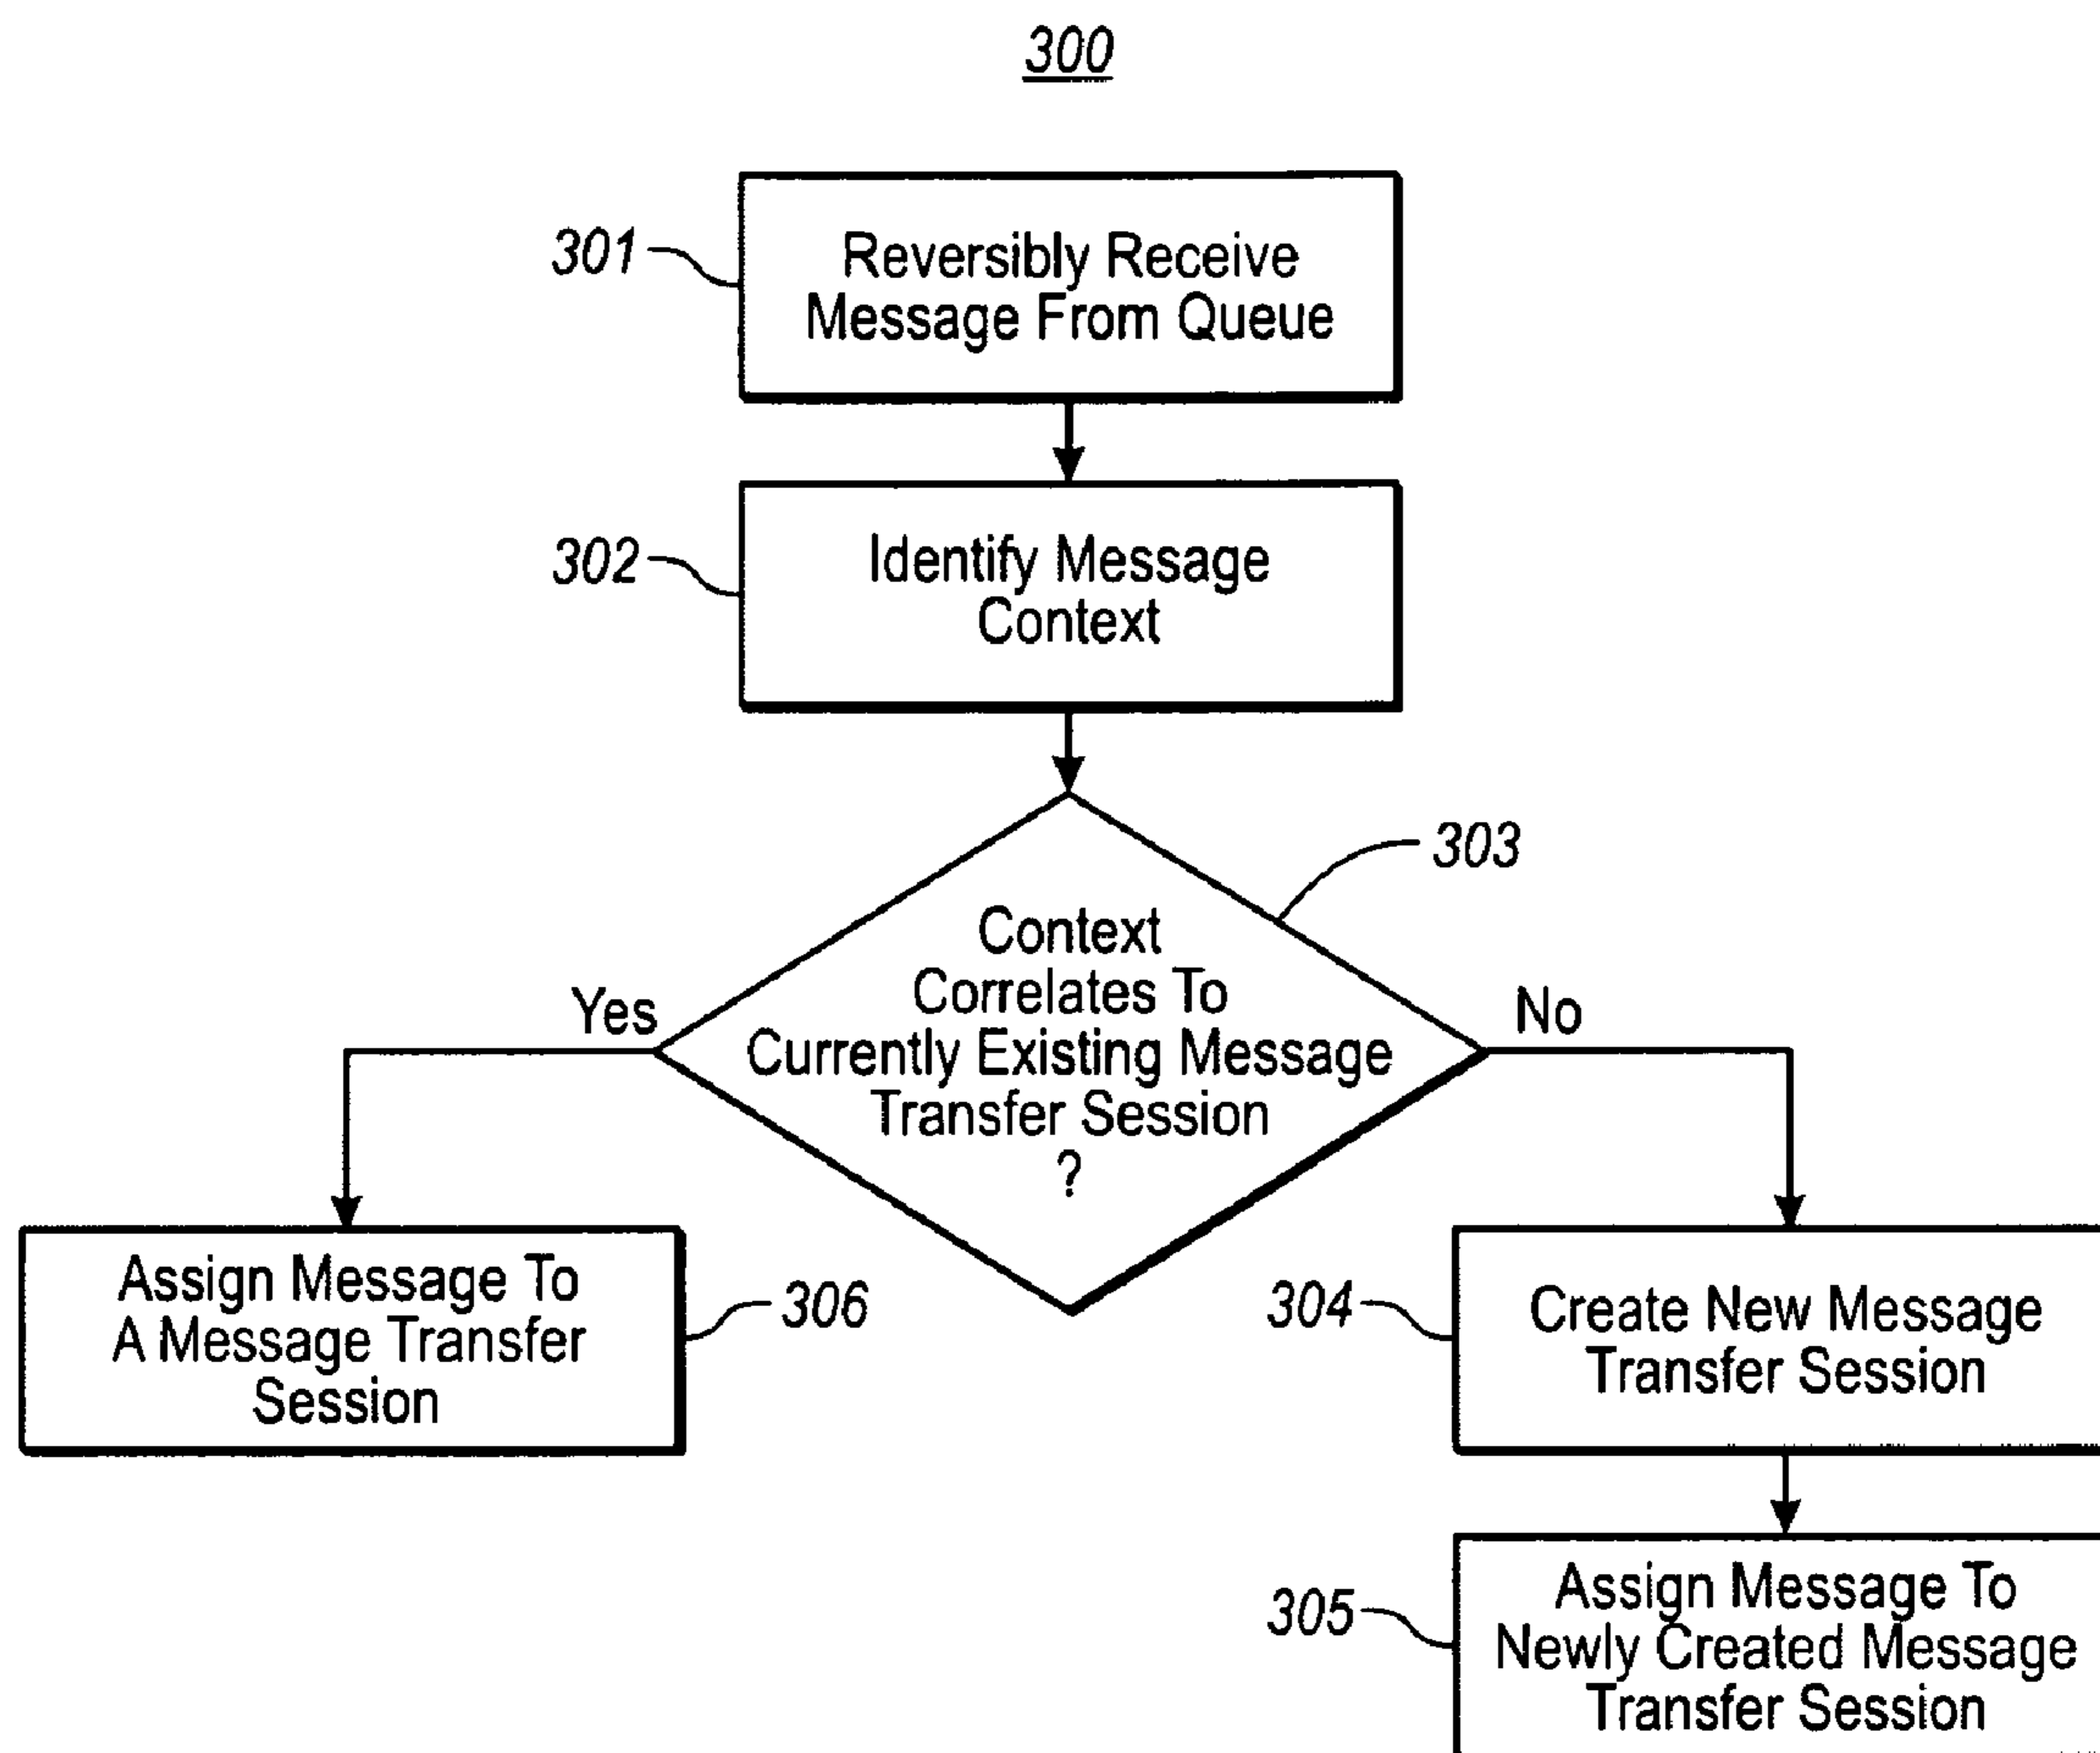 300
301
Reversibly Receive
Message From Queue
302
Identify Message
Context
303
Context
Correlates To
Currently Existing Message
Transfer Session
?
Yes
No
Assign Message To
A Message Transfer
Session
306
304
Create New Message
Transfer Session
305
Assign Message To
Newly Created Message
Transfer Session